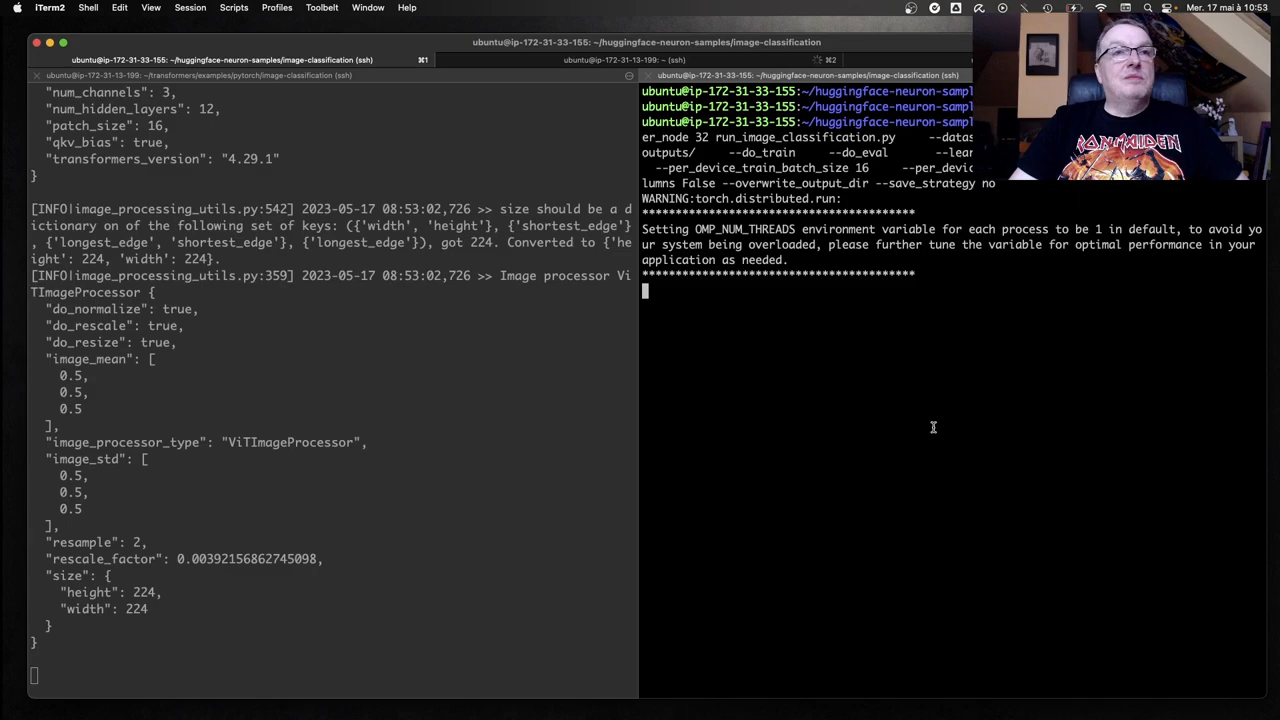 iTerm2 Shell Edit View Session Scripts Profiles Toolbelt Window Help Mer. 17 mai à 10:53
ubuntu@ip-172-31-33-155: ~/huggingface-neuron-samples/image-classification
ubuntu@ip-172-31-33-155: ~/huggingface-neuron-samples/image-classification (ssh) ⌘1 ubuntu@ip-172-31-13-199: ~ (ssh) ⌘2
ubuntu@ip-172-31-13-199: ~/transformers/examples/pytorch/image-classification (ssh)
"num_channels": 3,
"num_hidden_layers": 12,
"patch_size": 16,
"qkv_bias": true,
"transformers_version": "4.29.1"
}
[INFO|image_processing_utils.py:542] 2023-05-17 08:53:02,726 >> size should be a d
ictionary on of the following set of keys: ({'width', 'height'}, {'shortest_edge'}
, {'longest_edge', 'shortest_edge'}, {'longest_edge'}), got 224. Converted to {'he
ight': 224, 'width': 224}.
[INFO|image_processing_utils.py:359] 2023-05-17 08:53:02,726 >> Image processor Vi
TImageProcessor {
"do_normalize": true,
"do_rescale": true,
"do_resize": true,
"image_mean": [
0.5,
0.5,
0.5
],
"image_processor_type": "ViTImageProcessor",
"image_std": [
0.5,
0.5,
0.5
],
"resample": 2,
"rescale_factor": 0.00392156862745098,
"size": {
"height": 224,
"width": 224
}
}
ubuntu@ip-172-31-33-155: ~/huggingface-neuron-samples/image-classification (ssh)
ubuntu@ip-172-31-33-155:~/huggingface-neuron-sampl
ubuntu@ip-172-31-33-155:~/huggingface-neuron-sampl
ubuntu@ip-172-31-33-155:~/huggingface-neuron-sampl
er_node 32 run_image_classification.py --datas
outputs/ --do_train --do_eval --lear
--per_device_train_batch_size 16 --per_de
lumns False --overwrite_output_dir --save_strategy no
WARNING:torch.distributed.run:
*****************************************
Setting OMP_NUM_THREADS environment variable for each process to be 1 in default, to avoid yo
ur system being overloaded, please further tune the variable for optimal performance in your
application as needed.
*****************************************
IRON MAIDEN